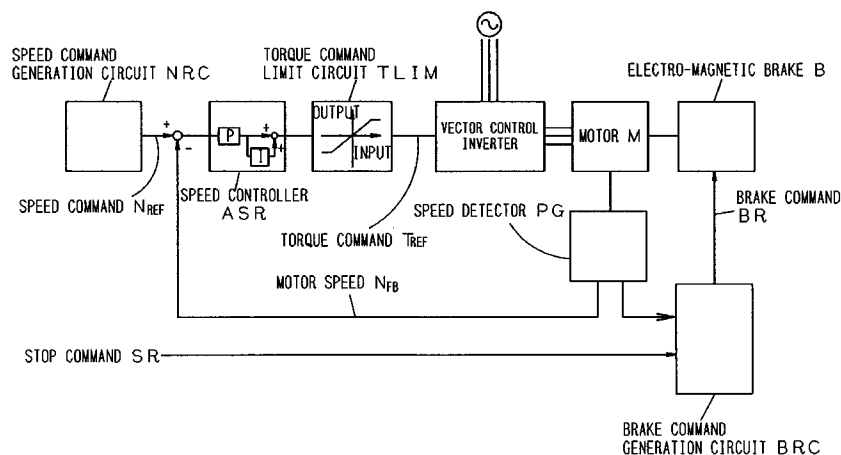 SPEED COMMAND
GENERATION CIRCUIT NRC
TORQUE COMMAND
LIMIT CIRCUIT TLIM
ELECTRO-MAGNETIC BRAKE B
+
-
P
I
+
+
OUTPUT
INPUT
VECTOR CONTROL
INVERTER
MOTOR M
SPEED COMMAND NREF
SPEED CONTROLLER
ASR
TORQUE COMMAND TREF
SPEED DETECTOR PG
BRAKE COMMAND
BR
MOTOR SPEED NFB
STOP COMMAND SR
BRAKE COMMAND
GENERATION CIRCUIT BRC